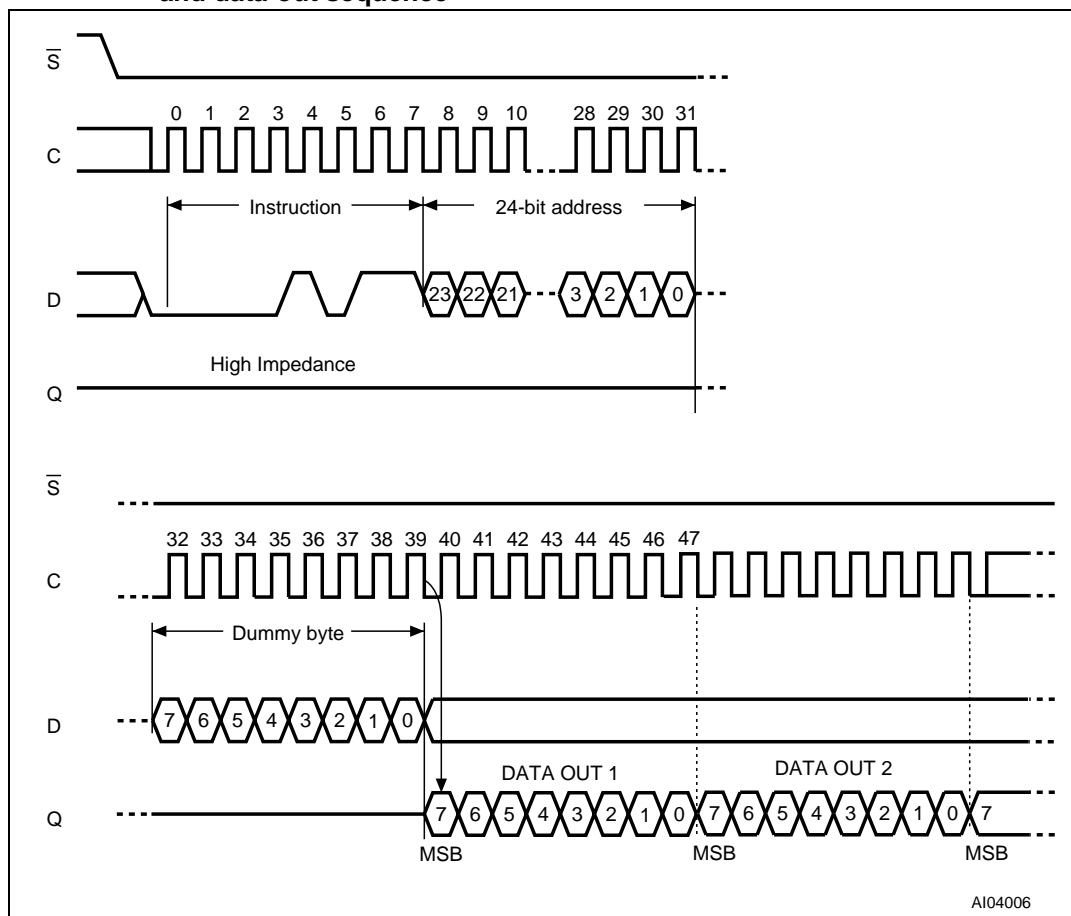 and data-out sequence
S
0 1 2 3 4 5 6 7 8 9 10 28 29 30 31
C
Instruction 24-bit address
D 23 22 21 3 2 1 0
High Impedance
Q
S
32 33 34 35 36 37 38 39 40 41 42 43 44 45 46 47
C
Dummy byte
D 7 6 5 4 3 2 1 0
DATA OUT 1 DATA OUT 2
Q 7 6 5 4 3 2 1 0 7 6 5 4 3 2 1 0 7
MSB MSB MSB
AI04006